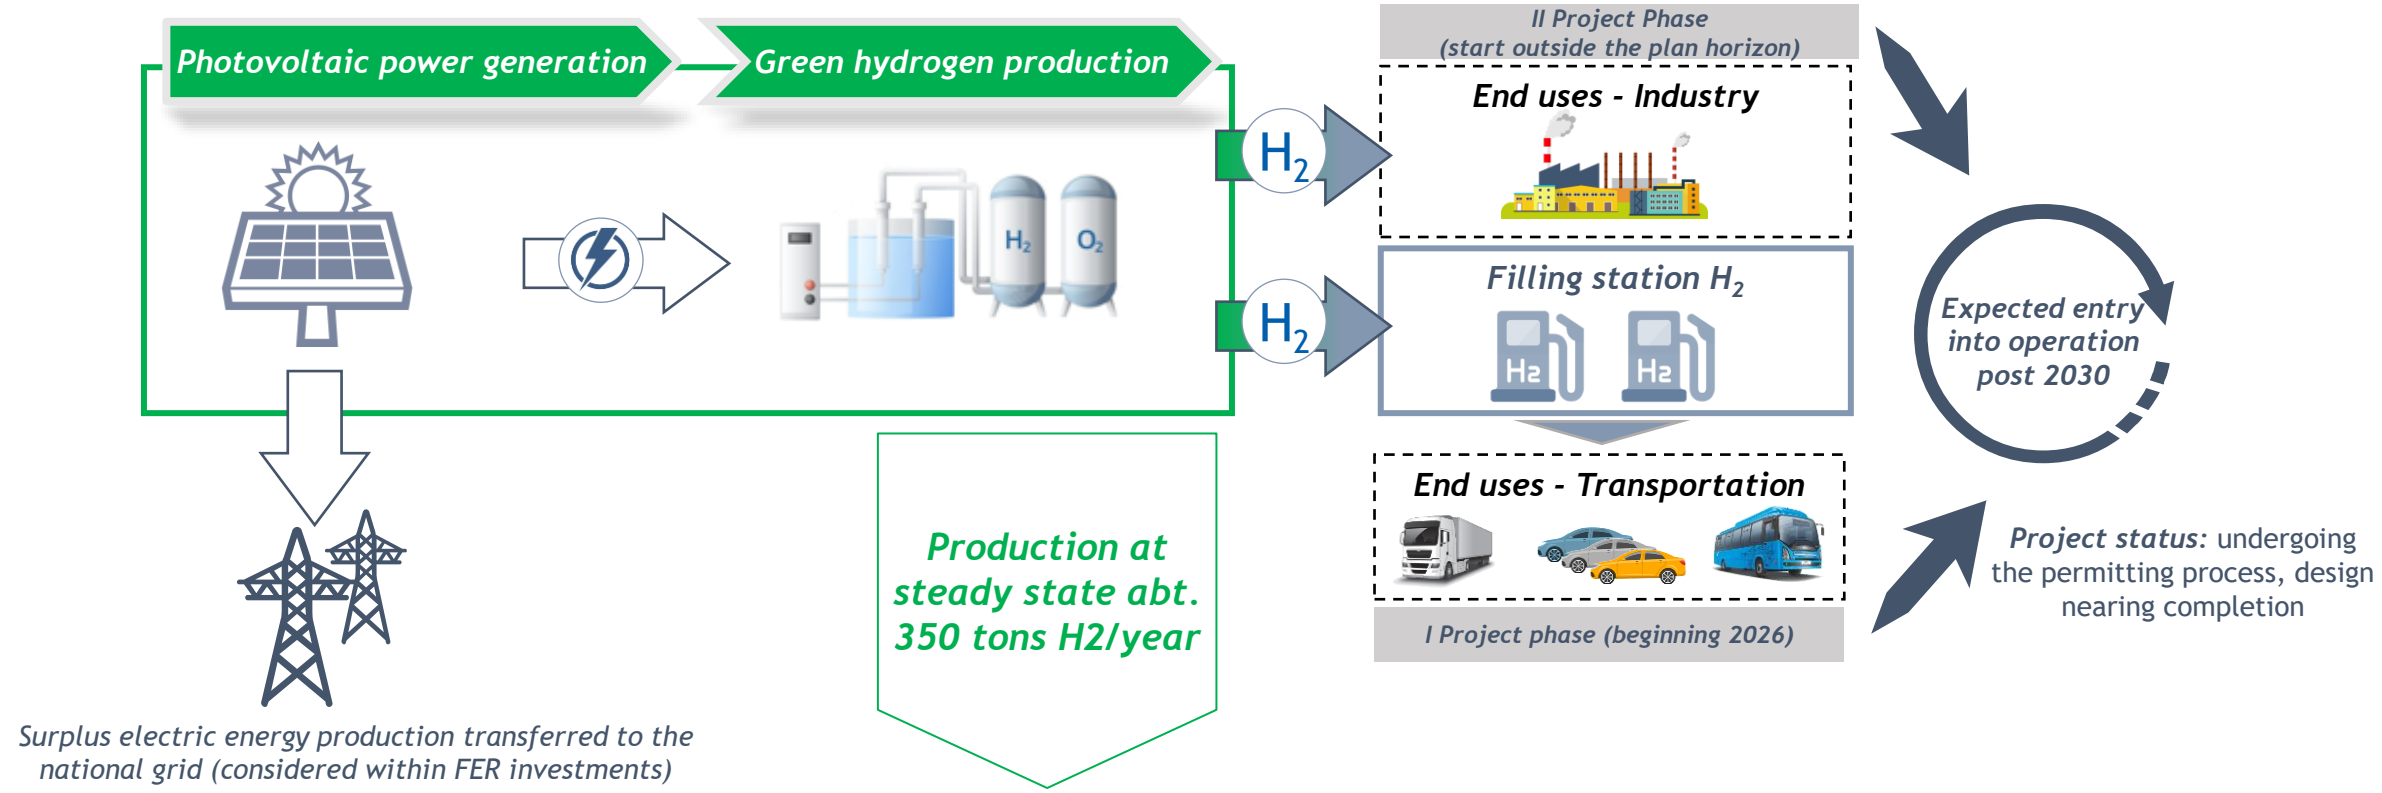 Photovoltaic power generation
Green hydrogen production
H2
O2
H2
H2
II Project Phase
(start outside the plan horizon)
End uses - Industry
Filling station H2
H2
H2
End uses - Transportation
I Project phase (beginning 2026)
Expected entry
into operation
post 2030
Project status: undergoing
the permitting process, design
nearing completion
Production at
steady state abt.
350 tons H2/year
Surplus electric energy production transferred to the
national grid (considered within FER investments)